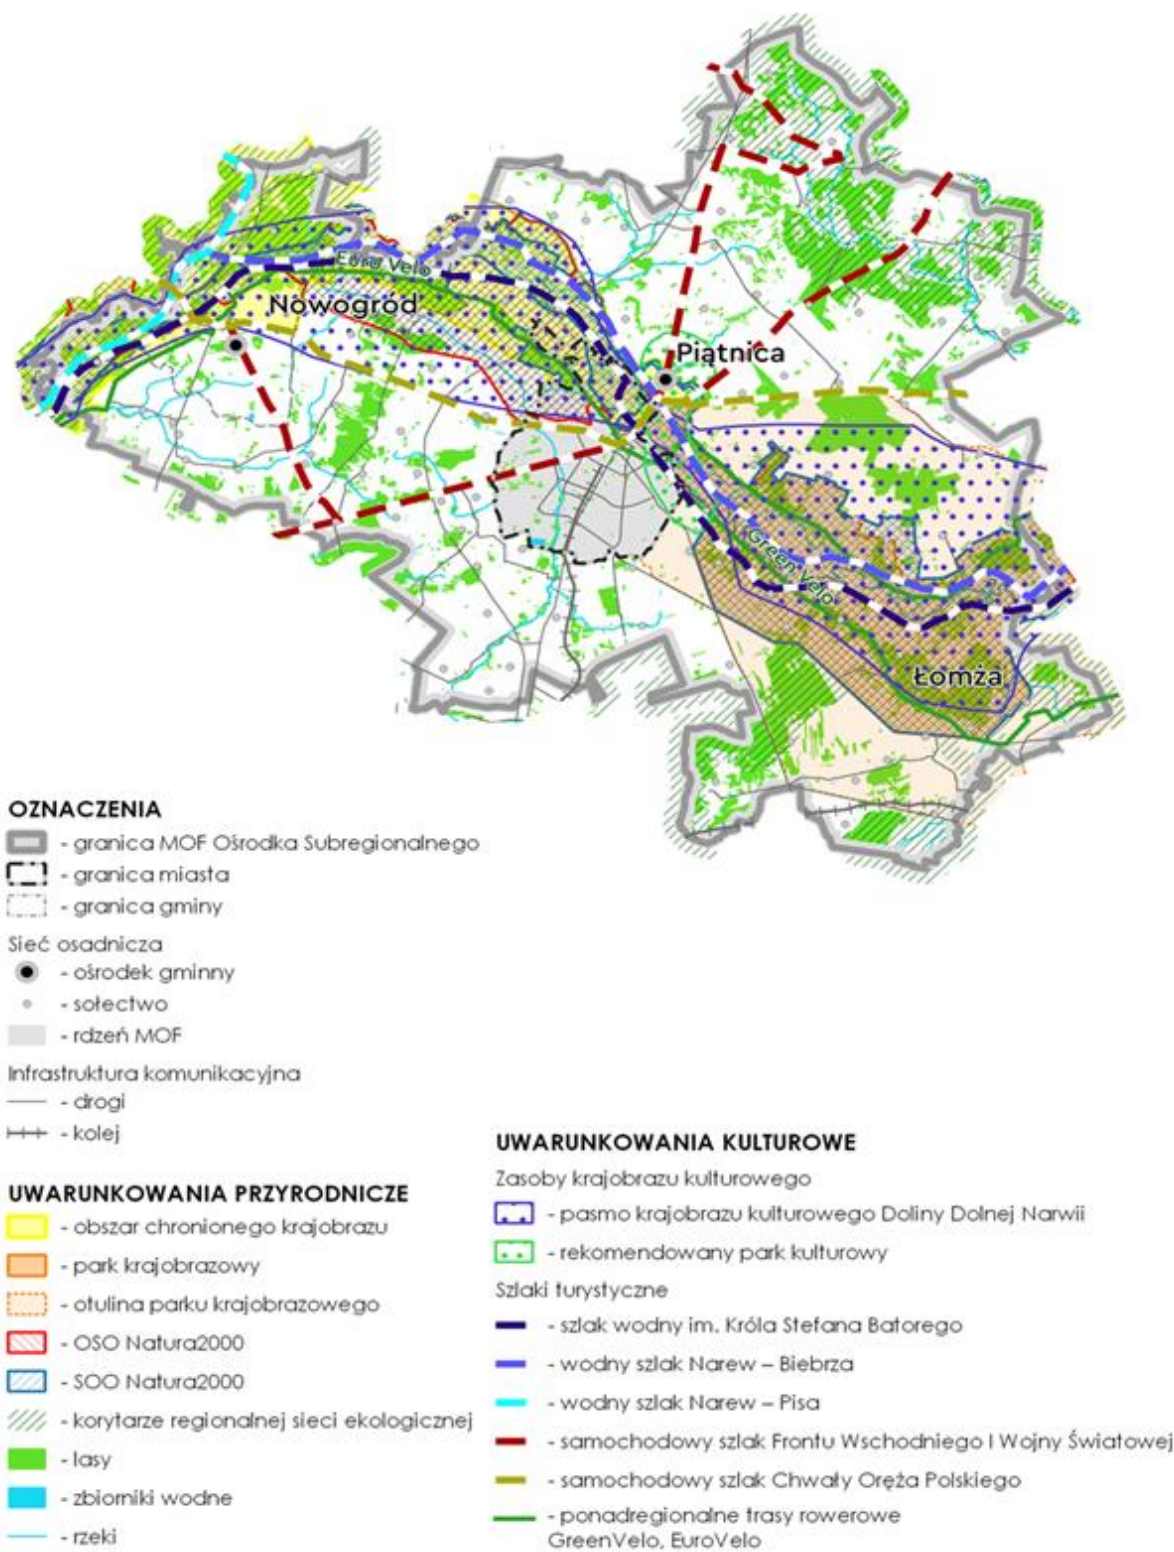 Euro Velo
Nowogród
Piątnica
Green Velo
Łomża
OZNACZENIA
- granica MOF Ośrodka Subregionalnego
- granica miasta
- granica gminy
Sieć osadnicza
- ośrodek gminny
- sołectwo
- rdzeń MOF
Infrastruktura komunikacyjna
- drogi
- kolej
UWARUNKOWANIA PRZYRODNICZE
- obszar chronionego krajobrazu
- park krajobrazowy
- otulina parku krajobrazowego
- OSO Natura2000
- SOO Natura2000
- korytarze regionalnej sieci ekologicznej
- lasy
- zbiorniki wodne
- rzeki
UWARUNKOWANIA KULTUROWE
Zasoby krajobrazu kulturowego
- pasmo krajobrazu kulturowego Doliny Dolnej Narwii
- rekomendowany park kulturowy
Szlaki turystyczne
- szlak wodny im. Króla Stefana Batorego
- wodny szlak Narew – Biebrza
- wodny szlak Narew – Pisa
- samochodowy szlak Frontu Wschodniego I Wojny Światowej
- samochodowy szlak Chwały Oręża Polskiego
- ponadregionalne trasy rowerowe
GreenVelo, EuroVelo